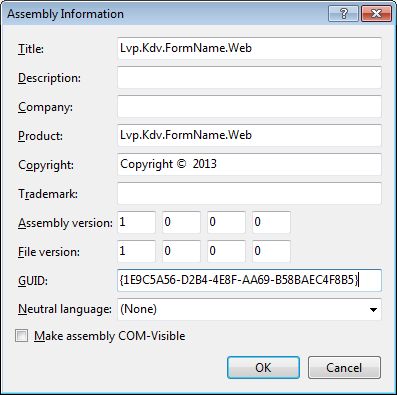 Assembly Information
Title: Lvp.Kdv.FormName.Web
Description:
Company:
Product: Lvp.Kdv.FormName.Web
Copyright: Copyright © 2013
Trademark:
Assembly version: 1 0 0 0
File version: 1 0 0 0
GUID: {1E9C5A56-D2B4-4E8F-AA69-B58BAEC4F8B5}
Neutral language: (None)
Make assembly COM-Visible
OK Cancel